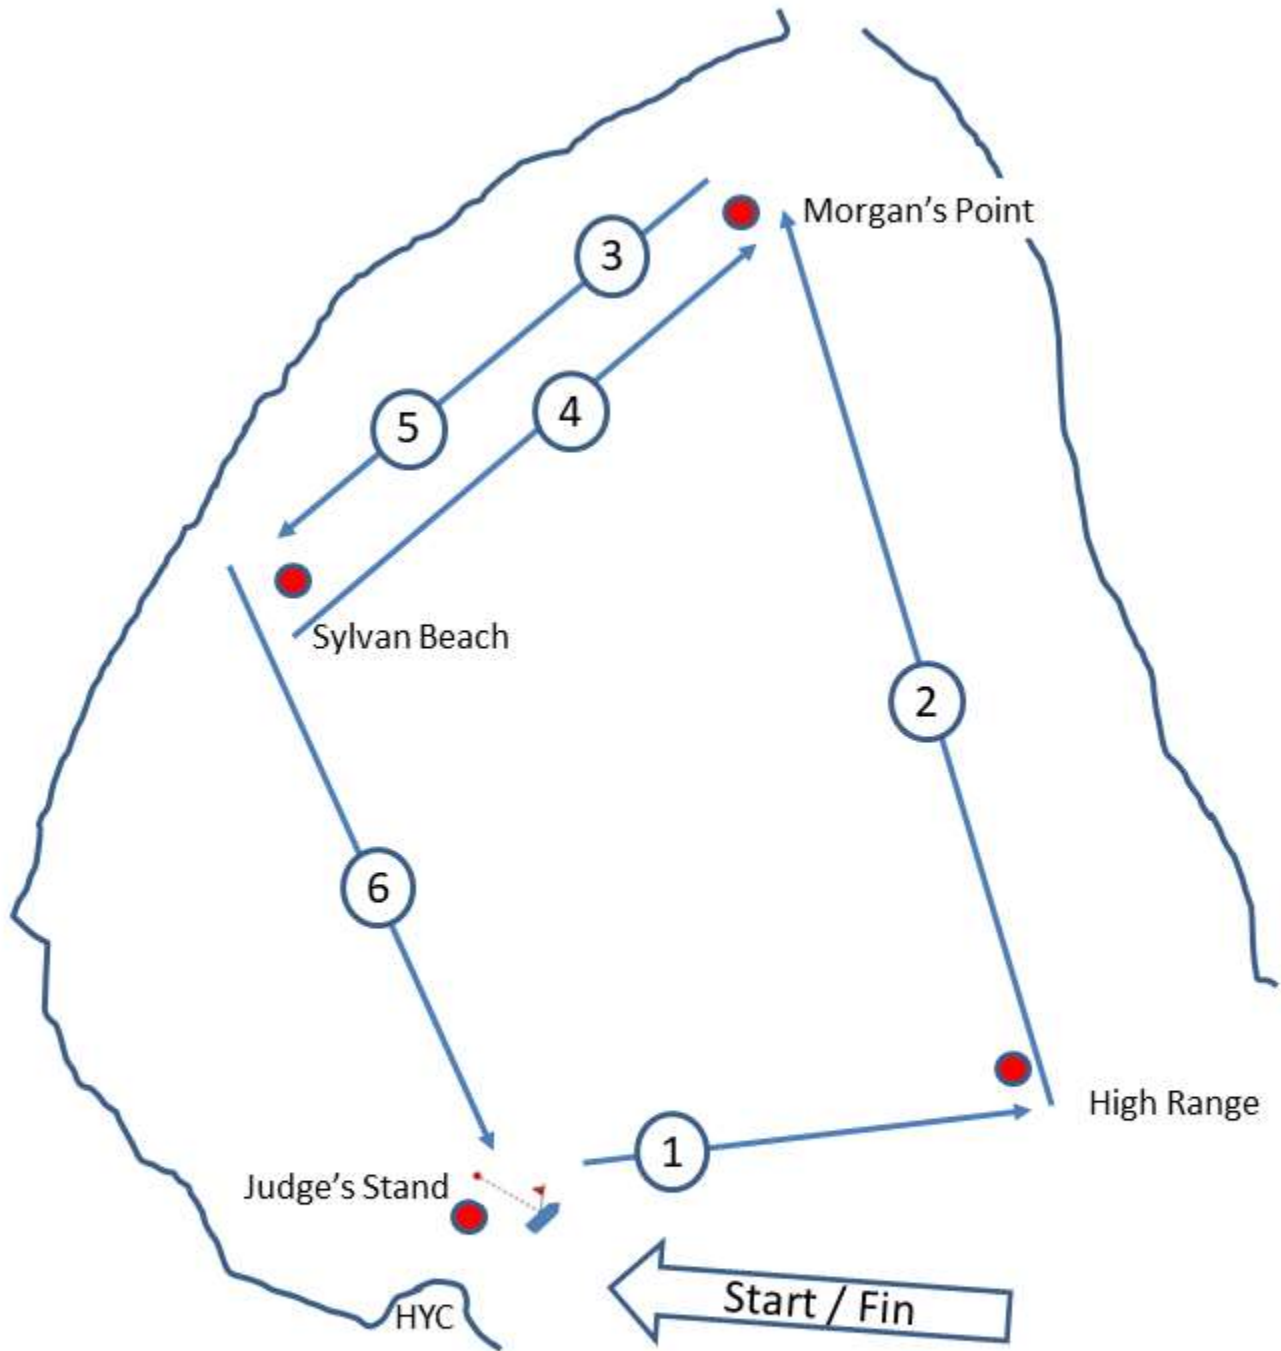 Morgan's Point
3
4
5
Sylvan Beach
2
6
High Range
1
Judge's Stand
Start / Fin
HYC